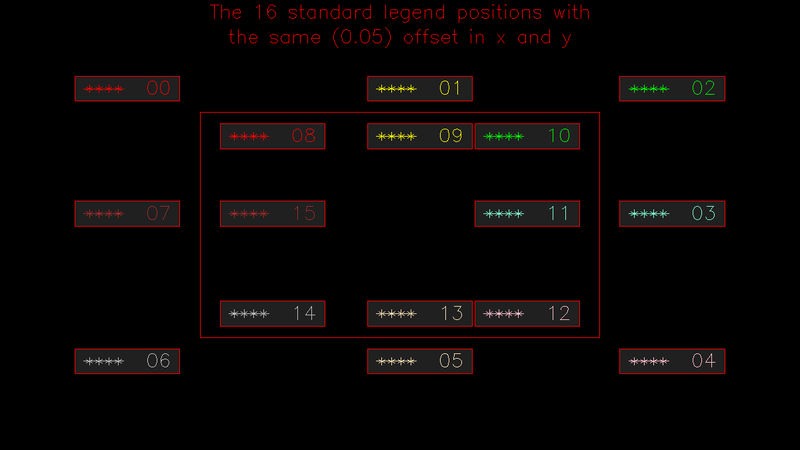 The 16 standard legend positions with
the same (0.05) offset in x and y
**** 00 **** 01 **** 02
**** 08 **** 09 **** 10
**** 07 **** 15 **** 11 **** 03
**** 14 **** 13 **** 12
**** 06 **** 05 **** 04